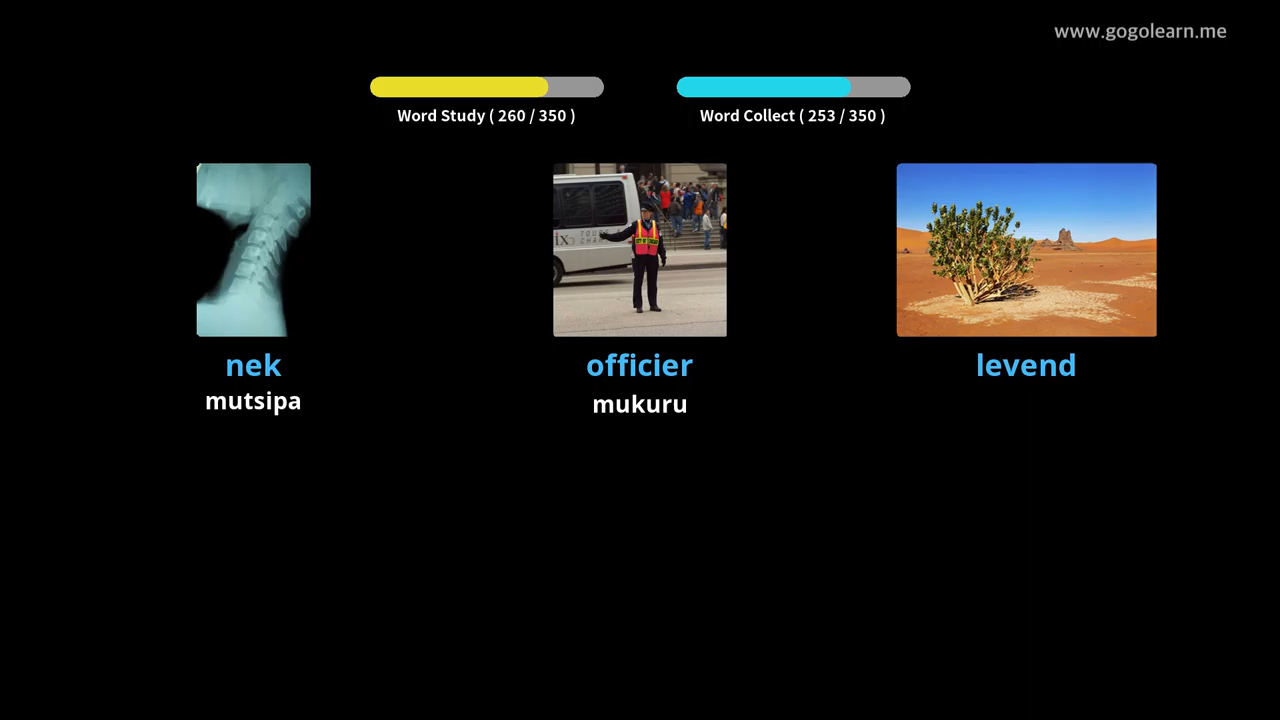 www.gogolearn.me
Word Study ( 260 / 350 )
Word Collect ( 253 / 350 )
nek
officier
levend
mutsipa
mukuru